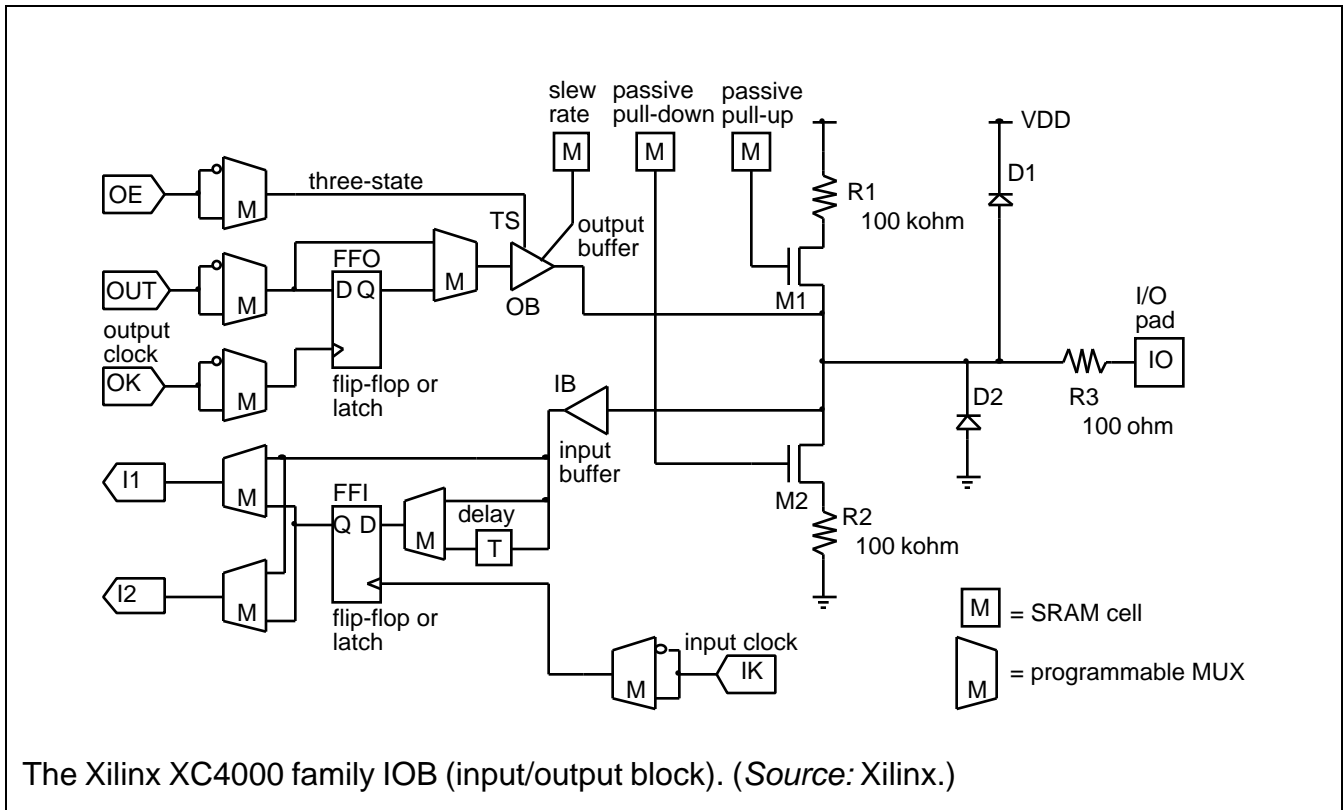 slew
rate
passive
pull-down
passive
pull-up
M
M
M
VDD
D1
OE
M
three-state
R1
100 kohm
TS
output
buffer
OUT
M
FFO
D Q
M
OB
M1
I/O
pad
output
clock
OK
M
flip-flop or
latch
IB
D2
R3
100 ohm
IO
input
buffer
I1
M
FFI
Q D
M
delay
T
M2
R2
100 kohm
I2
M
flip-flop or
latch
M
input clock
IK
M = SRAM cell
M = programmable MUX
The Xilinx XC4000 family IOB (input/output block). (Source: Xilinx.)